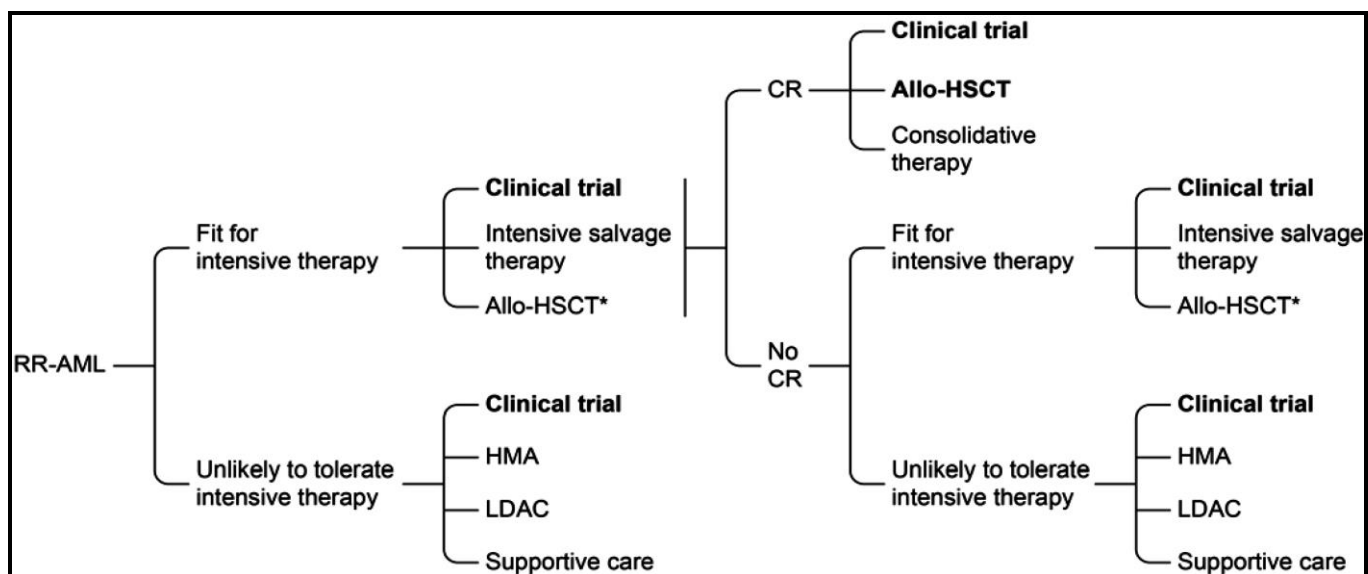 RR-AML
Fit for
intensive therapy
Clinical trial
Intensive salvage
therapy
Allo-HSCT*
Unlikely to tolerate
intensive therapy
Clinical trial
HMA
LDAC
Supportive care
CR
Clinical trial
Allo-HSCT
Consolidative
therapy
No
CR
Fit for
intensive therapy
Clinical trial
Intensive salvage
therapy
Allo-HSCT*
Unlikely to tolerate
intensive therapy
Clinical trial
HMA
LDAC
Supportive care